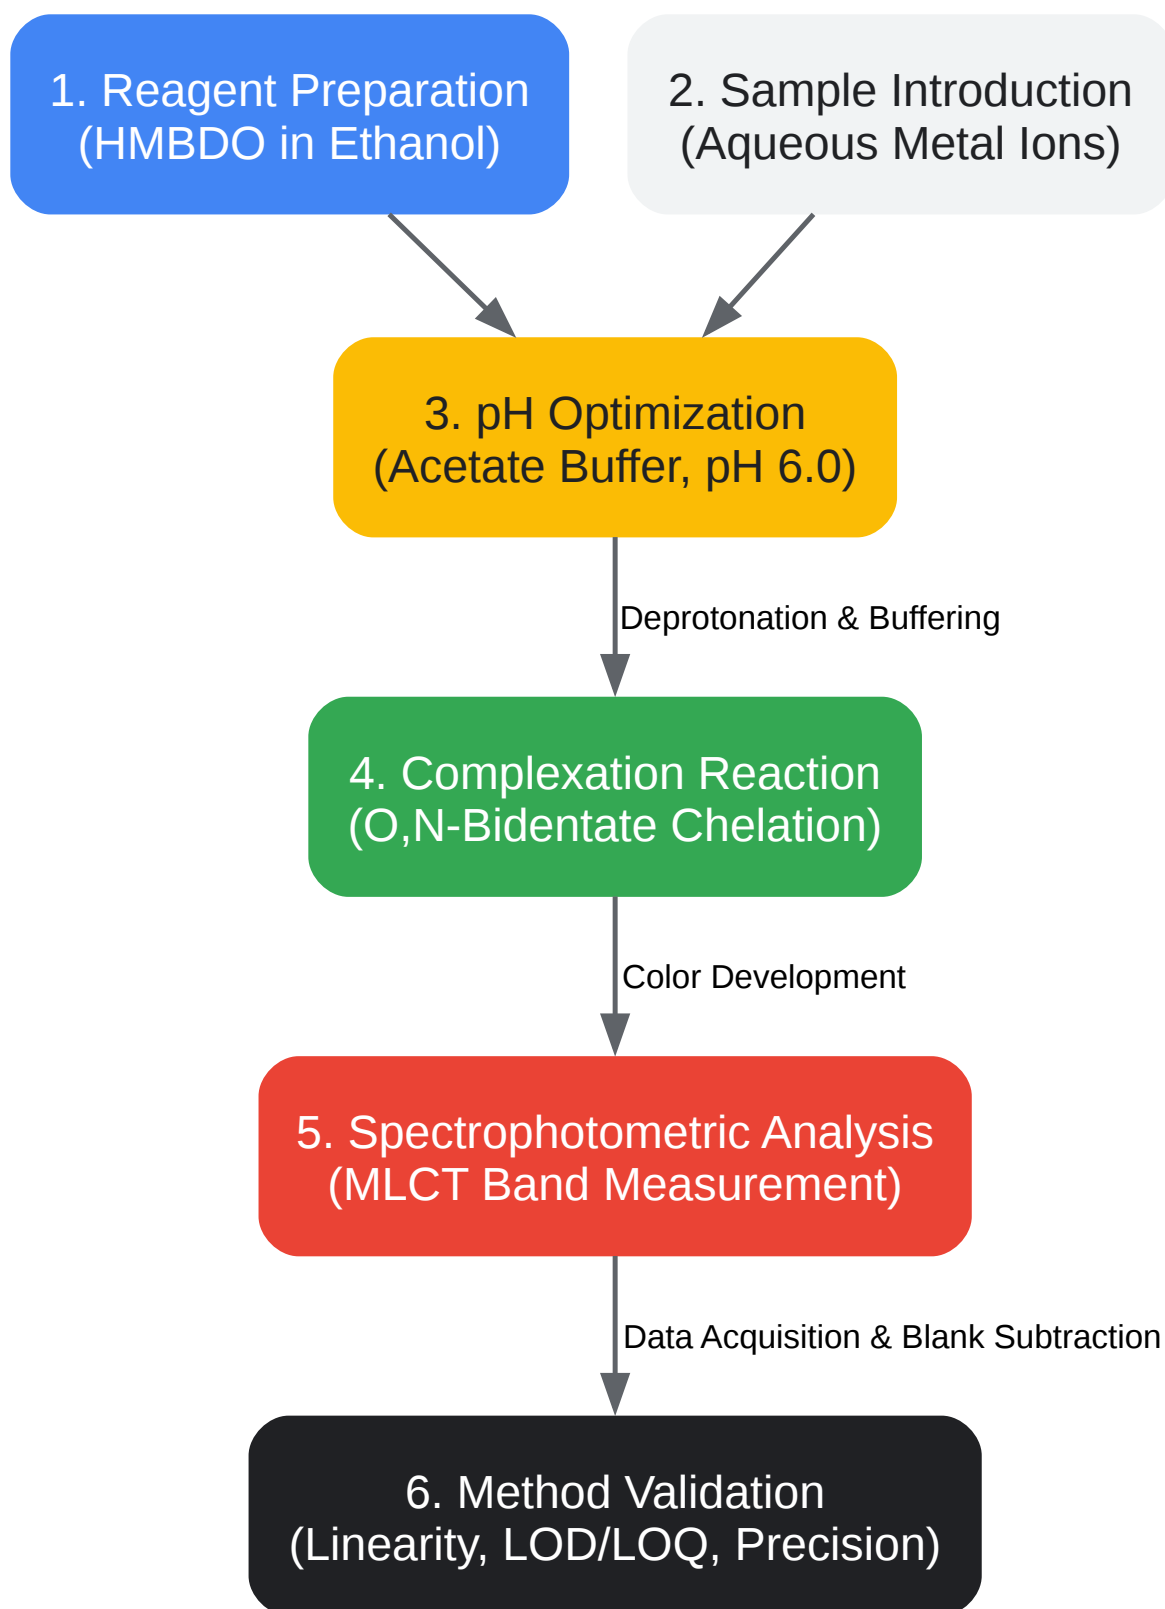 1. Reagent Preparation
(HMBDO in Ethanol)
2. Sample Introduction
(Aqueous Metal Ions)
3. pH Optimization
(Acetate Buffer, pH 6.0)
Deprotonation & Buffering
4. Complexation Reaction
(O,N-Bidentate Chelation)
Color Development
5. Spectrophotometric Analysis
(MLCT Band Measurement)
Data Acquisition & Blank Subtraction
6. Method Validation
(Linearity, LOD/LOQ, Precision)